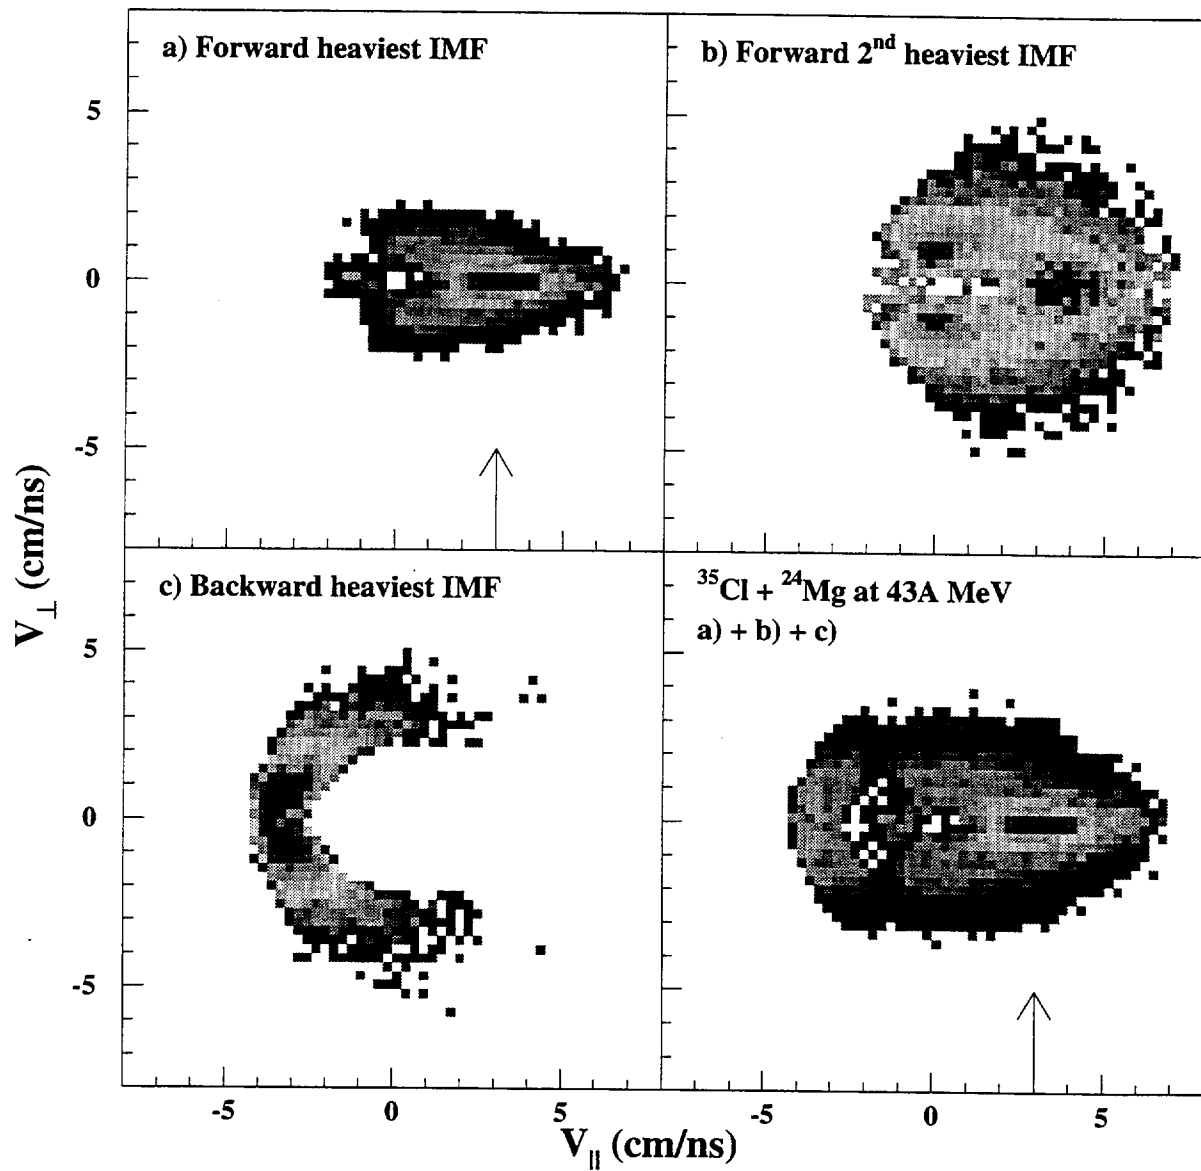 a) Forward heaviest IMF
b) Forward 2nd heaviest IMF
5
0
-5
c) Backward heaviest IMF
35Cl + 24Mg at 43A MeV
a) + b) + c)
5
0
-5
-5 0 5
-5 0 5
V⊥ (cm/ns)
V|| (cm/ns)